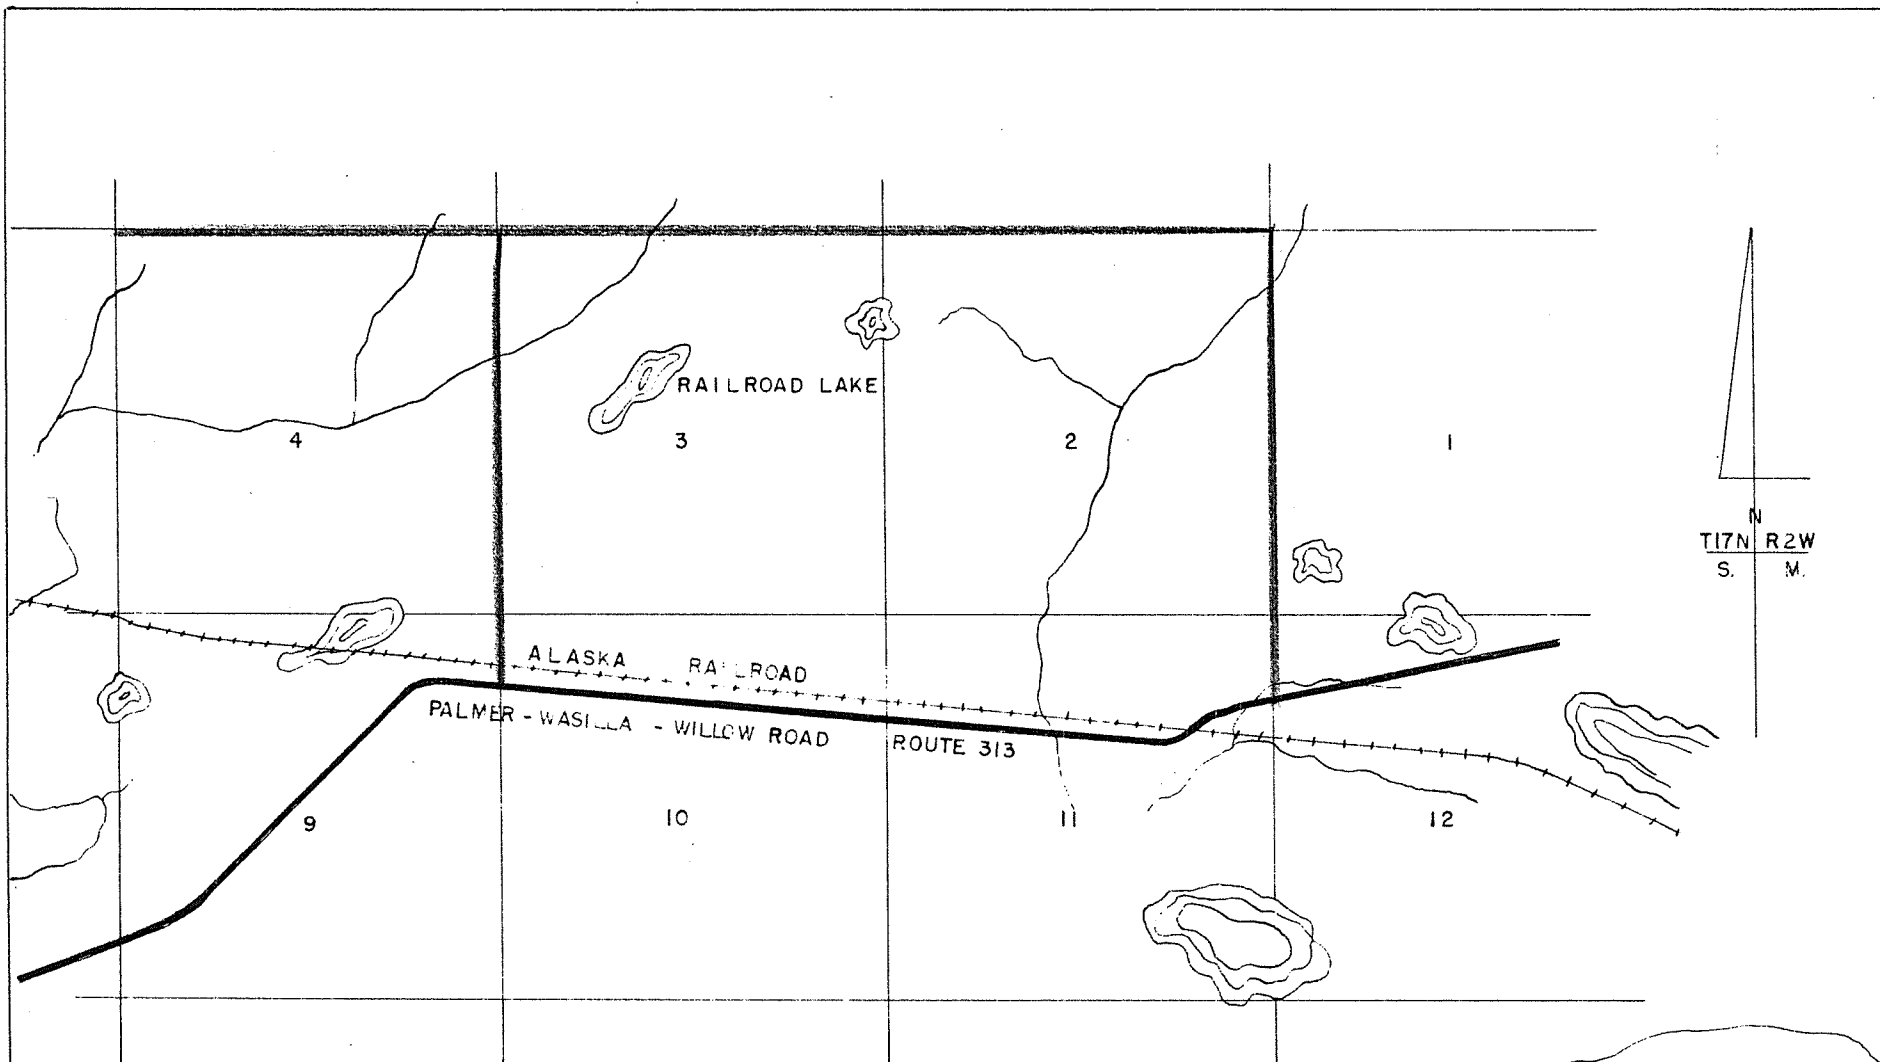 RAILROAD LAKE
4
3
2
1
N
T17N R2W
S. M.
ALASKA RAILROAD
PALMER - WASILLA - WILLOW ROAD ROUTE 313
9
10
11
12